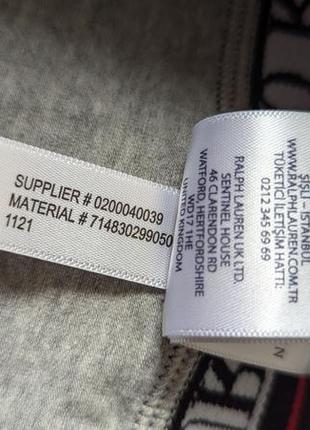 SUPPLIER # 0200040039
MATERIAL # 714830299050
1121
ŞİŞLİ – İSTANBUL
WWW.RALPHLAUREN.COM.TR
TÜKETİCİ İLETİŞİM HATTI:
0212 345 69 69
RALPH LAUREN UK LTD.
SENTINEL HOUSE
46 CLARENDON RD
WATFORD, HERTFORDSHIRE
WD17 1HE
UNITED KINGDOM
N